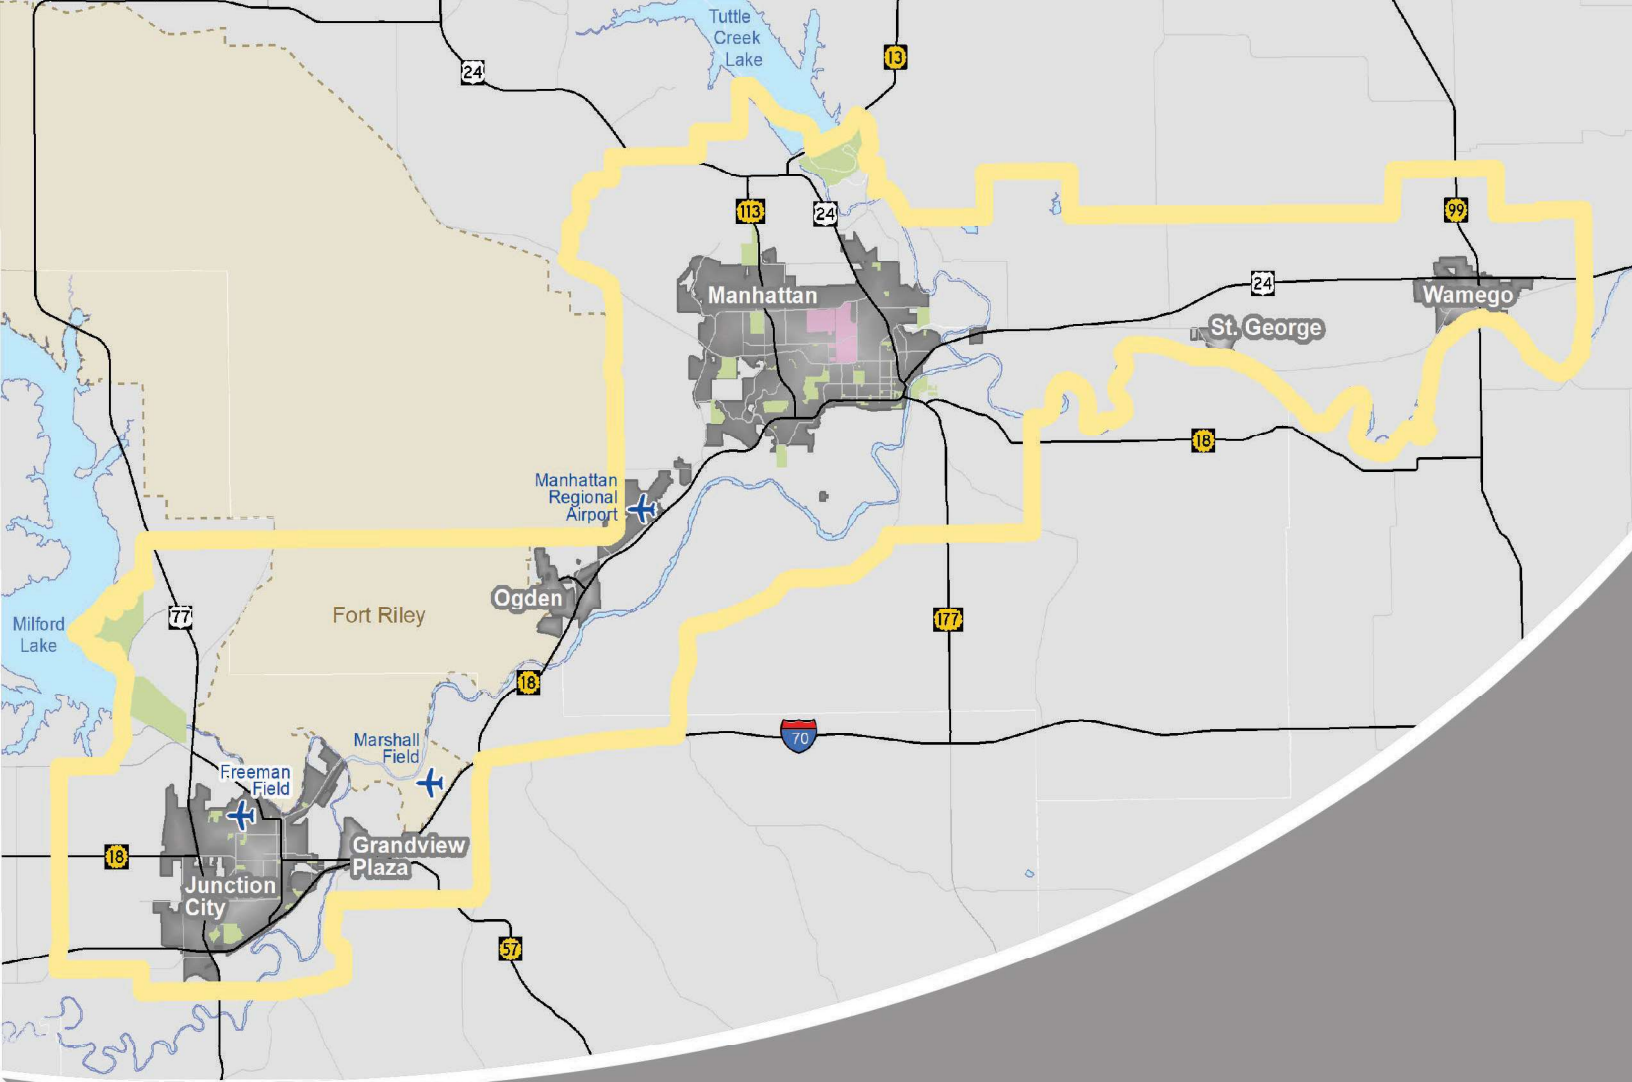 Tuttle
Creek
Lake
13
24
113
24
99
24
Manhattan
Wamego
St. George
18
Manhattan
Regional
Airport
Ogden
Fort Riley
77
Milford
Lake
177
18
70
Marshall
Field
Freeman
Field
Grandview
Plaza
18
Junction
City
57